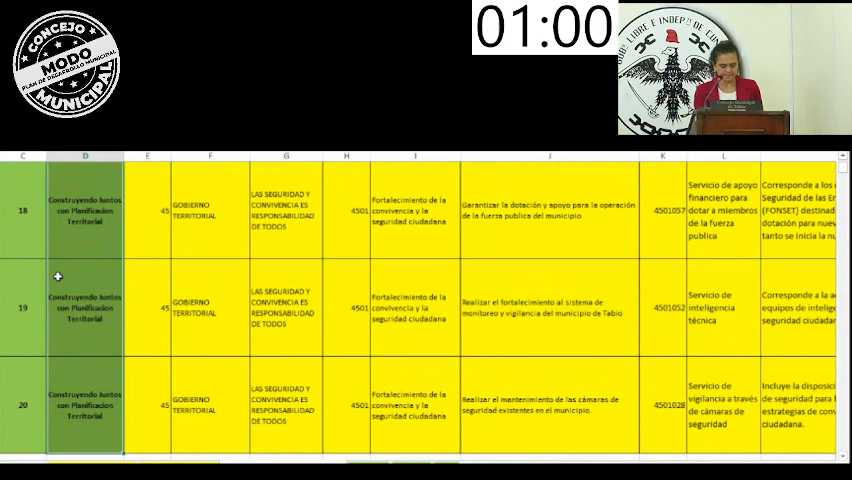 CONCEJO
MODO
PLAN DE DESARROLLO MUNICIPAL
MUNICIPAL
01:00
LIBRE E INDEP
Concejo Municipal
de Tabio
C D E F G H I J K L
18
Construyendo Juntos
con Planificacion
Territorial
45
GOBIERNO
TERRITORIAL
LAS SEGURIDAD Y
CONVIVENCIA ES
RESPONSABILIDAD
DE TODOS
4501
Fortalecimiento de la
convivencia y la
seguridad ciudadana
Garantizar la dotación y apoyo para la operación
de la fuerza publica del municipio
4501057
Servicio de apoyo
financiero para
dotar a miembros
de la fuerza
publica
Corresponde a los
Seguridad de las En
(FONSET) destinad
dotación para nuev
tanto se inicia la nu
19
Construyendo Juntos
con Planificacion
Territorial
45
GOBIERNO
TERRITORIAL
LAS SEGURIDAD Y
CONVIVENCIA ES
RESPONSABILIDAD
DE TODOS
4501
Fortalecimiento de la
convivencia y la
seguridad ciudadana
Realizar el fortalecimiento al sistema de
monitoreo y vigilancia del municipio de Tabio
4501052
Servicio de
inteligencia
técnica
Corresponde a la a
equipos de intelige
seguridad ciudadan
20
Construyendo Juntos
con Planificacion
Territorial
45
GOBIERNO
TERRITORIAL
LAS SEGURIDAD Y
CONVIVENCIA ES
RESPONSABILIDAD
DE TODOS
4501
Fortalecimiento de la
convivencia y la
seguridad ciudadana
Realizar el mantenimiento de las cámaras de
seguridad existentes en el municipio.
4501028
Servicio de
vigilancia a través
de cámaras de
seguridad
Incluye la disposici
de seguridad para l
estrategias de conv
ciudadana.